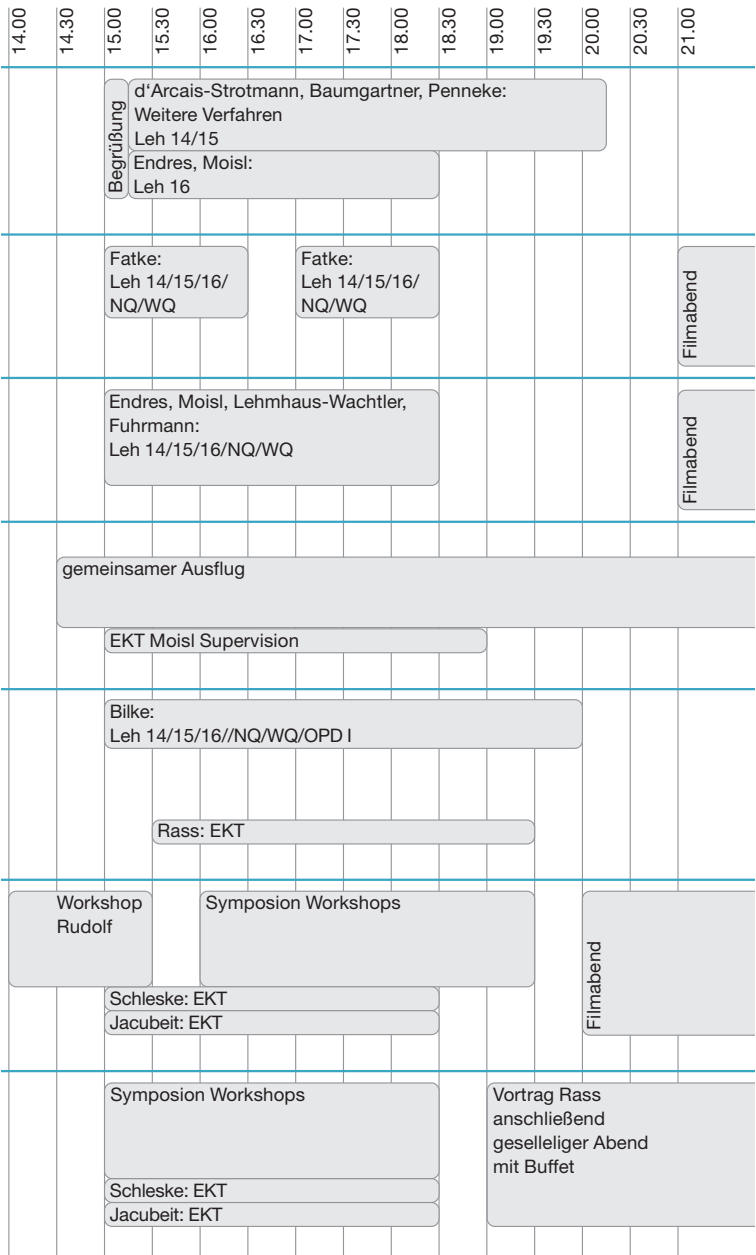 14.00
14.30
15.00
15.30
16.00
16.30
17.00
17.30
18.00
18.30
19.00
19.30
20.00
20.30
21.00
Begrüßung
d‘Arcais-Strotmann, Baumgartner, Penneke:
Weitere Verfahren
Leh 14/15
Endres, Moisl:
Leh 16
Fatke:
Leh 14/15/16/
NQ/WQ
Fatke:
Leh 14/15/16/
NQ/WQ
Filmabend
Endres, Moisl, Lehmhaus-Wachtler,
Fuhrmann:
Leh 14/15/16/NQ/WQ
Filmabend
gemeinsamer Ausflug
EKT Moisl Supervision
Bilke:
Leh 14/15/16//NQ/WQ/OPD I
Rass: EKT
Workshop
Rudolf
Symposion Workshops
Schleske: EKT
Jacubeit: EKT
Filmabend
Symposion Workshops
Schleske: EKT
Jacubeit: EKT
Vortrag Rass
anschließend
geselleliger Abend
mit Buffet